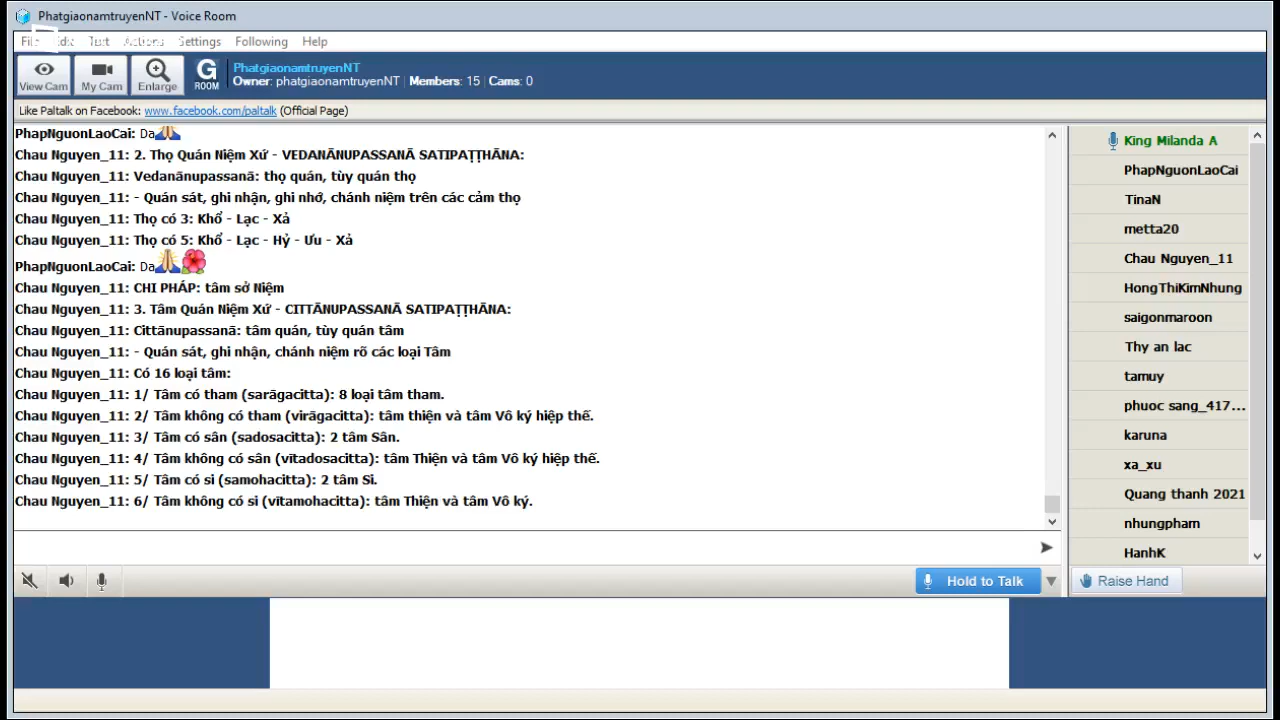 PhatgiaonamtruyenNT - Voice Room
Settings Following Help
View Cam My Cam Enlarge G ROOM
PhatgiaonamtruyenNT
Owner: phatgiaonamtruyenNT | Members: 15 | Cams: 0
Like Paltalk on Facebook: www.facebook.com/paltalk (Official Page)
PhapNguonLaoCai: Da
Chau Nguyen_11: 2. Thọ Quán Niệm Xứ - VEDANĀNUPASSANĀ SATIPAṬṬHĀNA:
Chau Nguyen_11: Vedanānupassanā: thọ quán, tùy quán thọ
Chau Nguyen_11: - Quán sát, ghi nhận, ghi nhớ, chánh niệm trên các cảm thọ
Chau Nguyen_11: Thọ có 3: Khổ - Lạc - Xả
Chau Nguyen_11: Thọ có 5: Khổ - Lạc - Hỷ - Ưu - Xả
PhapNguonLaoCai: Da
Chau Nguyen_11: CHI PHÁP: tâm sở Niệm
Chau Nguyen_11: 3. Tâm Quán Niệm Xứ - CITTĀNUPASSANĀ SATIPAṬṬHĀNA:
Chau Nguyen_11: Cittānupassanā: tâm quán, tùy quán tâm
Chau Nguyen_11: - Quán sát, ghi nhận, chánh niệm rõ các loại Tâm
Chau Nguyen_11: Có 16 loại tâm:
Chau Nguyen_11: 1/ Tâm có tham (sarāgacitta): 8 loại tâm tham.
Chau Nguyen_11: 2/ Tâm không có tham (virāgacitta): tâm thiện và tâm Vô ký hiệp thế.
Chau Nguyen_11: 3/ Tâm có sân (sadosacitta): 2 tâm Sân.
Chau Nguyen_11: 4/ Tâm không có sân (vītadosacitta): tâm Thiện và tâm Vô ký hiệp thế.
Chau Nguyen_11: 5/ Tâm có si (samohacitta): 2 tâm Si.
Chau Nguyen_11: 6/ Tâm không có si (vītamohacitta): tâm Thiện và tâm Vô ký.
Hold to Talk
King Milanda A
PhapNguonLaoCai
TinaN
metta20
Chau Nguyen_11
HongThiKimNhung
saigonmaroon
Thy an lac
tamuy
phuoc sang_417...
karuna
xa_xu
Quang thanh 2021
nhungpham
HanhK
Raise Hand